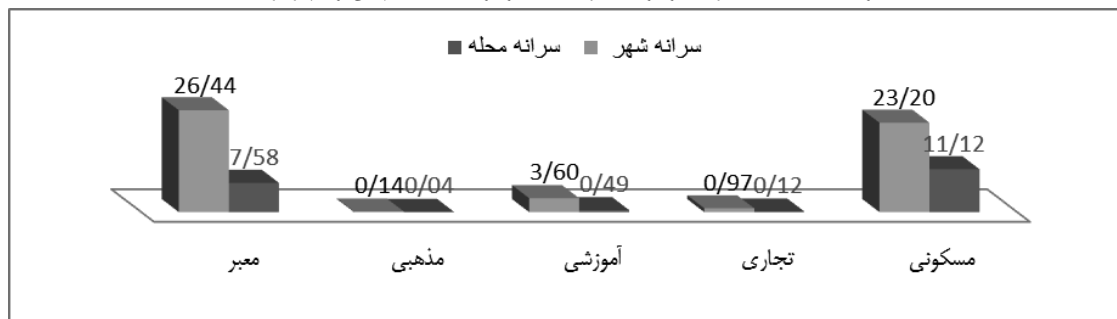 سرانه شهر سرانه محله
26/44 23/20
7/58 11/12
0/14 0/04 3/60 0/49 0/97 0/12
مسکونی تجاری آموزشی مذهبی معبر